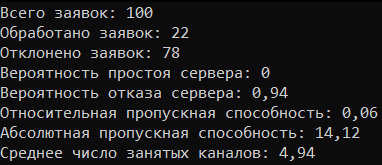 Всего заявок: 100
Обработано заявок: 22
Отклонено заявок: 78
Вероятность простоя сервера: 0
Вероятность отказа сервера: 0,94
Относительная пропускная способность: 0,06
Абсолютная пропускная способность: 14,12
Среднее число занятых каналов: 4,94